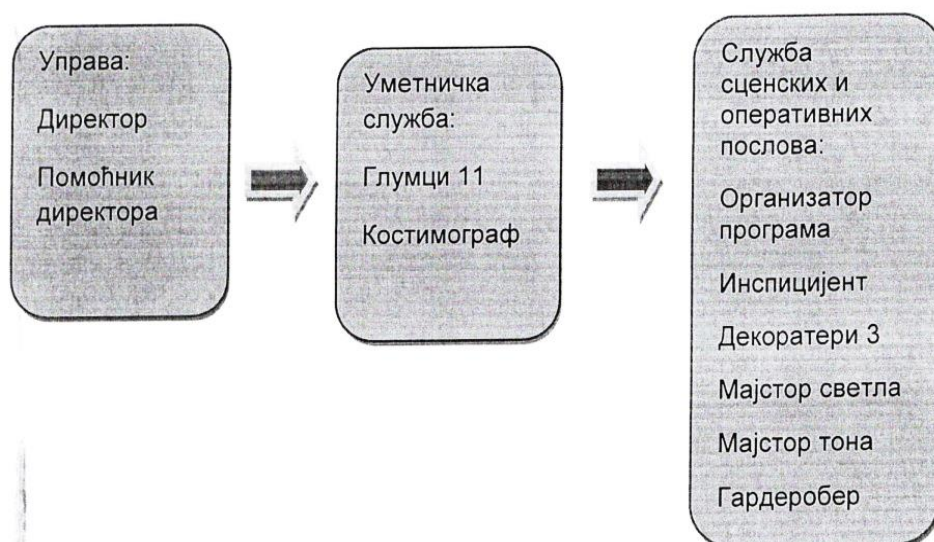 Управа:
Директор
Помоћник
директора
Уметничка
служба:
Глумци 11
Костимограф
Служба
сценских и
оперативних
послова:
Организатор
програма
Инспицијент
Декоратери 3
Мајстор светла
Мајстор тона
Гардеробер